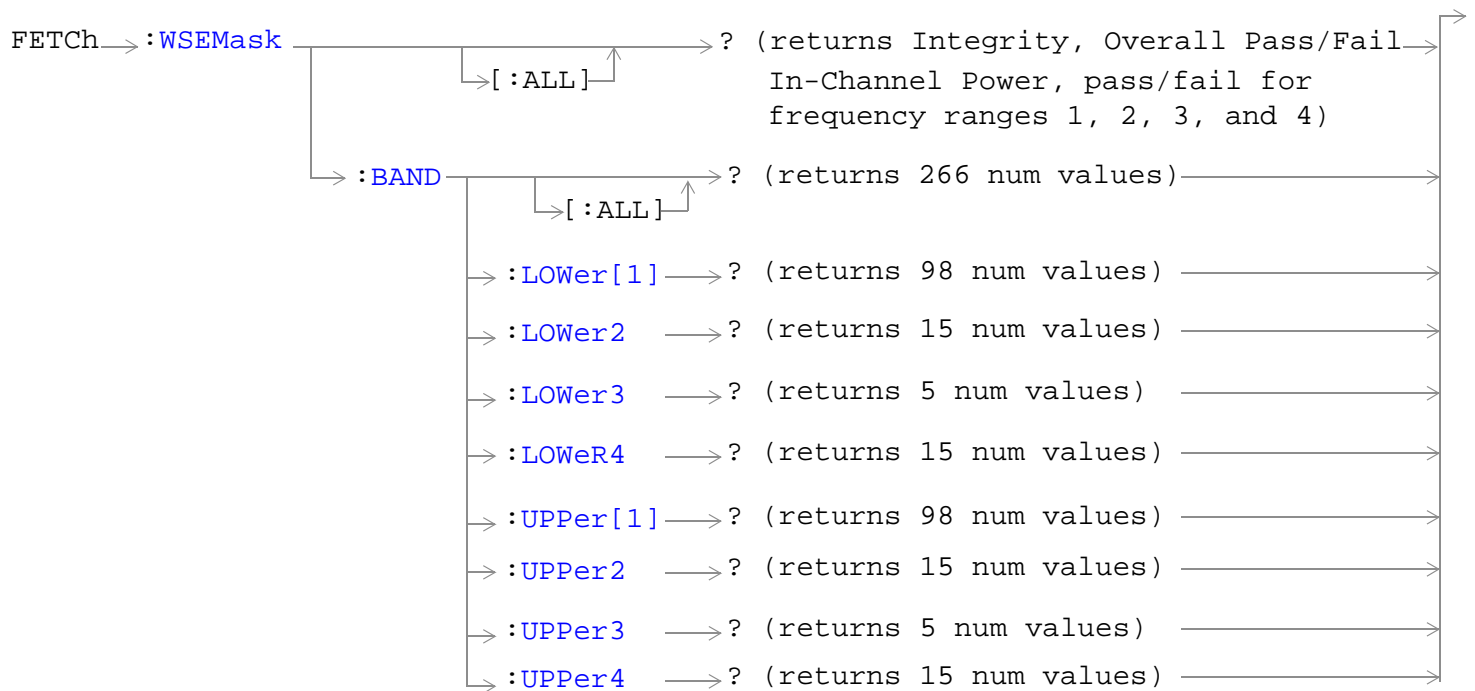 FETCh :WSEMask ? (returns Integrity, Overall Pass/Fail
[:ALL] In-Channel Power, pass/fail for
frequency ranges 1, 2, 3, and 4)
:BAND ? (returns 266 num values)
[:ALL]
:LOWer[1] ? (returns 98 num values)
:LOWer2 ? (returns 15 num values)
:LOWer3 ? (returns 5 num values)
:LOWeR4 ? (returns 15 num values)
:UPPer[1] ? (returns 98 num values)
:UPPer2 ? (returns 15 num values)
:UPPer3 ? (returns 5 num values)
:UPPer4 ? (returns 15 num values)